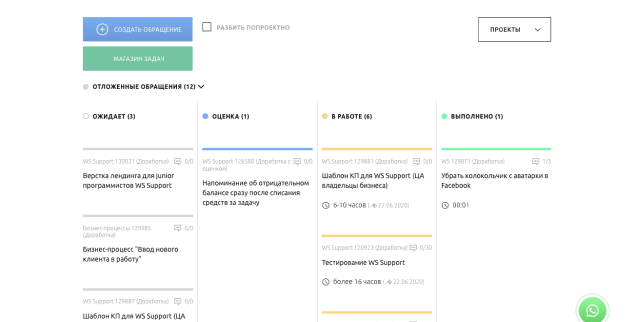 СОЗДАТЬ ОБРАЩЕНИЕ
РАЗБИТЬ ПОПРОЕКТНО
ПРОЕКТЫ
МАГАЗИН ЗАДАЧ
ОТЛОЖЕННЫЕ ОБРАЩЕНИЯ (12)
ОЖИДАЕТ (3)
WS Support 130031 (Доработка) 0/0
Верстка лендинга для junior
программистов WS Support
Бизнес-процессы 129985 0/0
(Доработка)
Бизнес-процесс "Ввод нового
клиента в работу"
WS Support 129887 (Доработка) 0/0
Шаблон КП для WS Support (ЦА
ОЦЕНКА (1)
WS Support 126580 (Доработка с 0/0
оценкой)
Напоминание об отрицательном
балансе сразу после списания
средств за задачу
В РАБОТЕ (6)
WS Support 129881 (Доработка) 0/0
Шаблон КП для WS Support (ЦА
владельцы бизнеса)
6-10 часов ( 22.06.2020)
WS Support 120923 (Доработка) 0/30
Тестирование WS Support
более 16 часов ( 22.06.2020)
ВЫПОЛНЕНО (1)
WS 129871 (Доработка) 1/3
Убрать колокольчик с аватарки в
Facebook
00:01